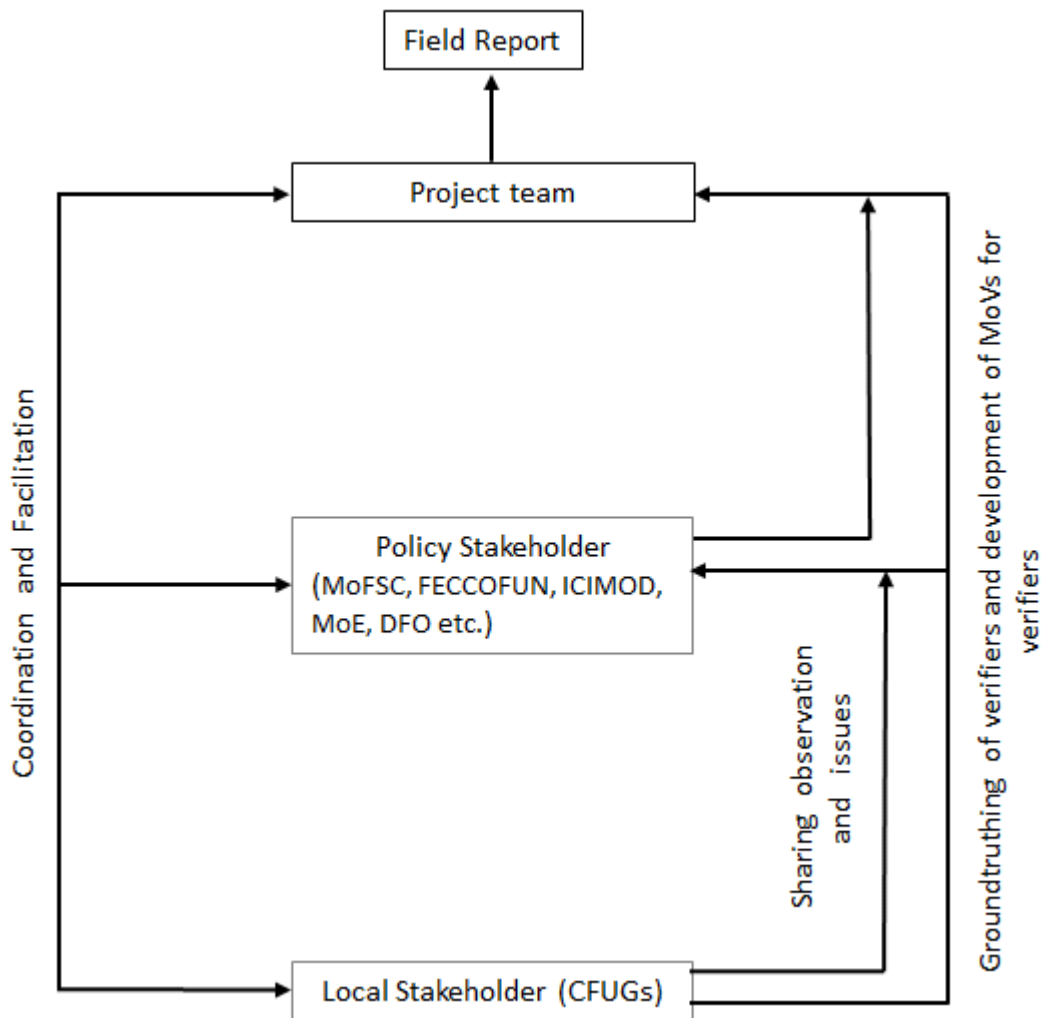 Field Report
Project team
Coordination and Facilitation
Policy Stakeholder
(MoFSC, FECCOFUN, ICIMOD,
MoE, DFO etc.)
Sharing observation
and issues
Groundtruthing of verifiers and development of MoVs for
verifiers
Local Stakeholder (CFUGs)